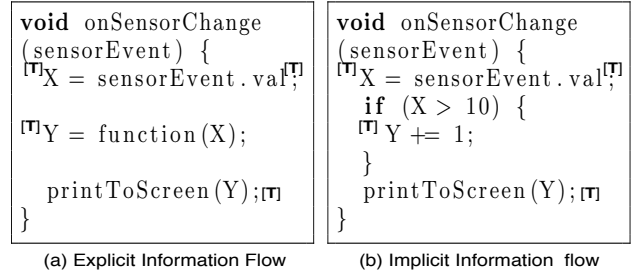 void onSensorChange
(sensorEvent) {
[T]X = sensorEvent.val;[T]
[T]Y = function(X);
printToScreen(Y);[T]
}
(a) Explicit Information Flow
void onSensorChange
(sensorEvent) {
[T]X = sensorEvent.val;[T]
if (X > 10) {
[T] Y += 1;
}
printToScreen(Y);[T]
}
(b) Implicit Information flow